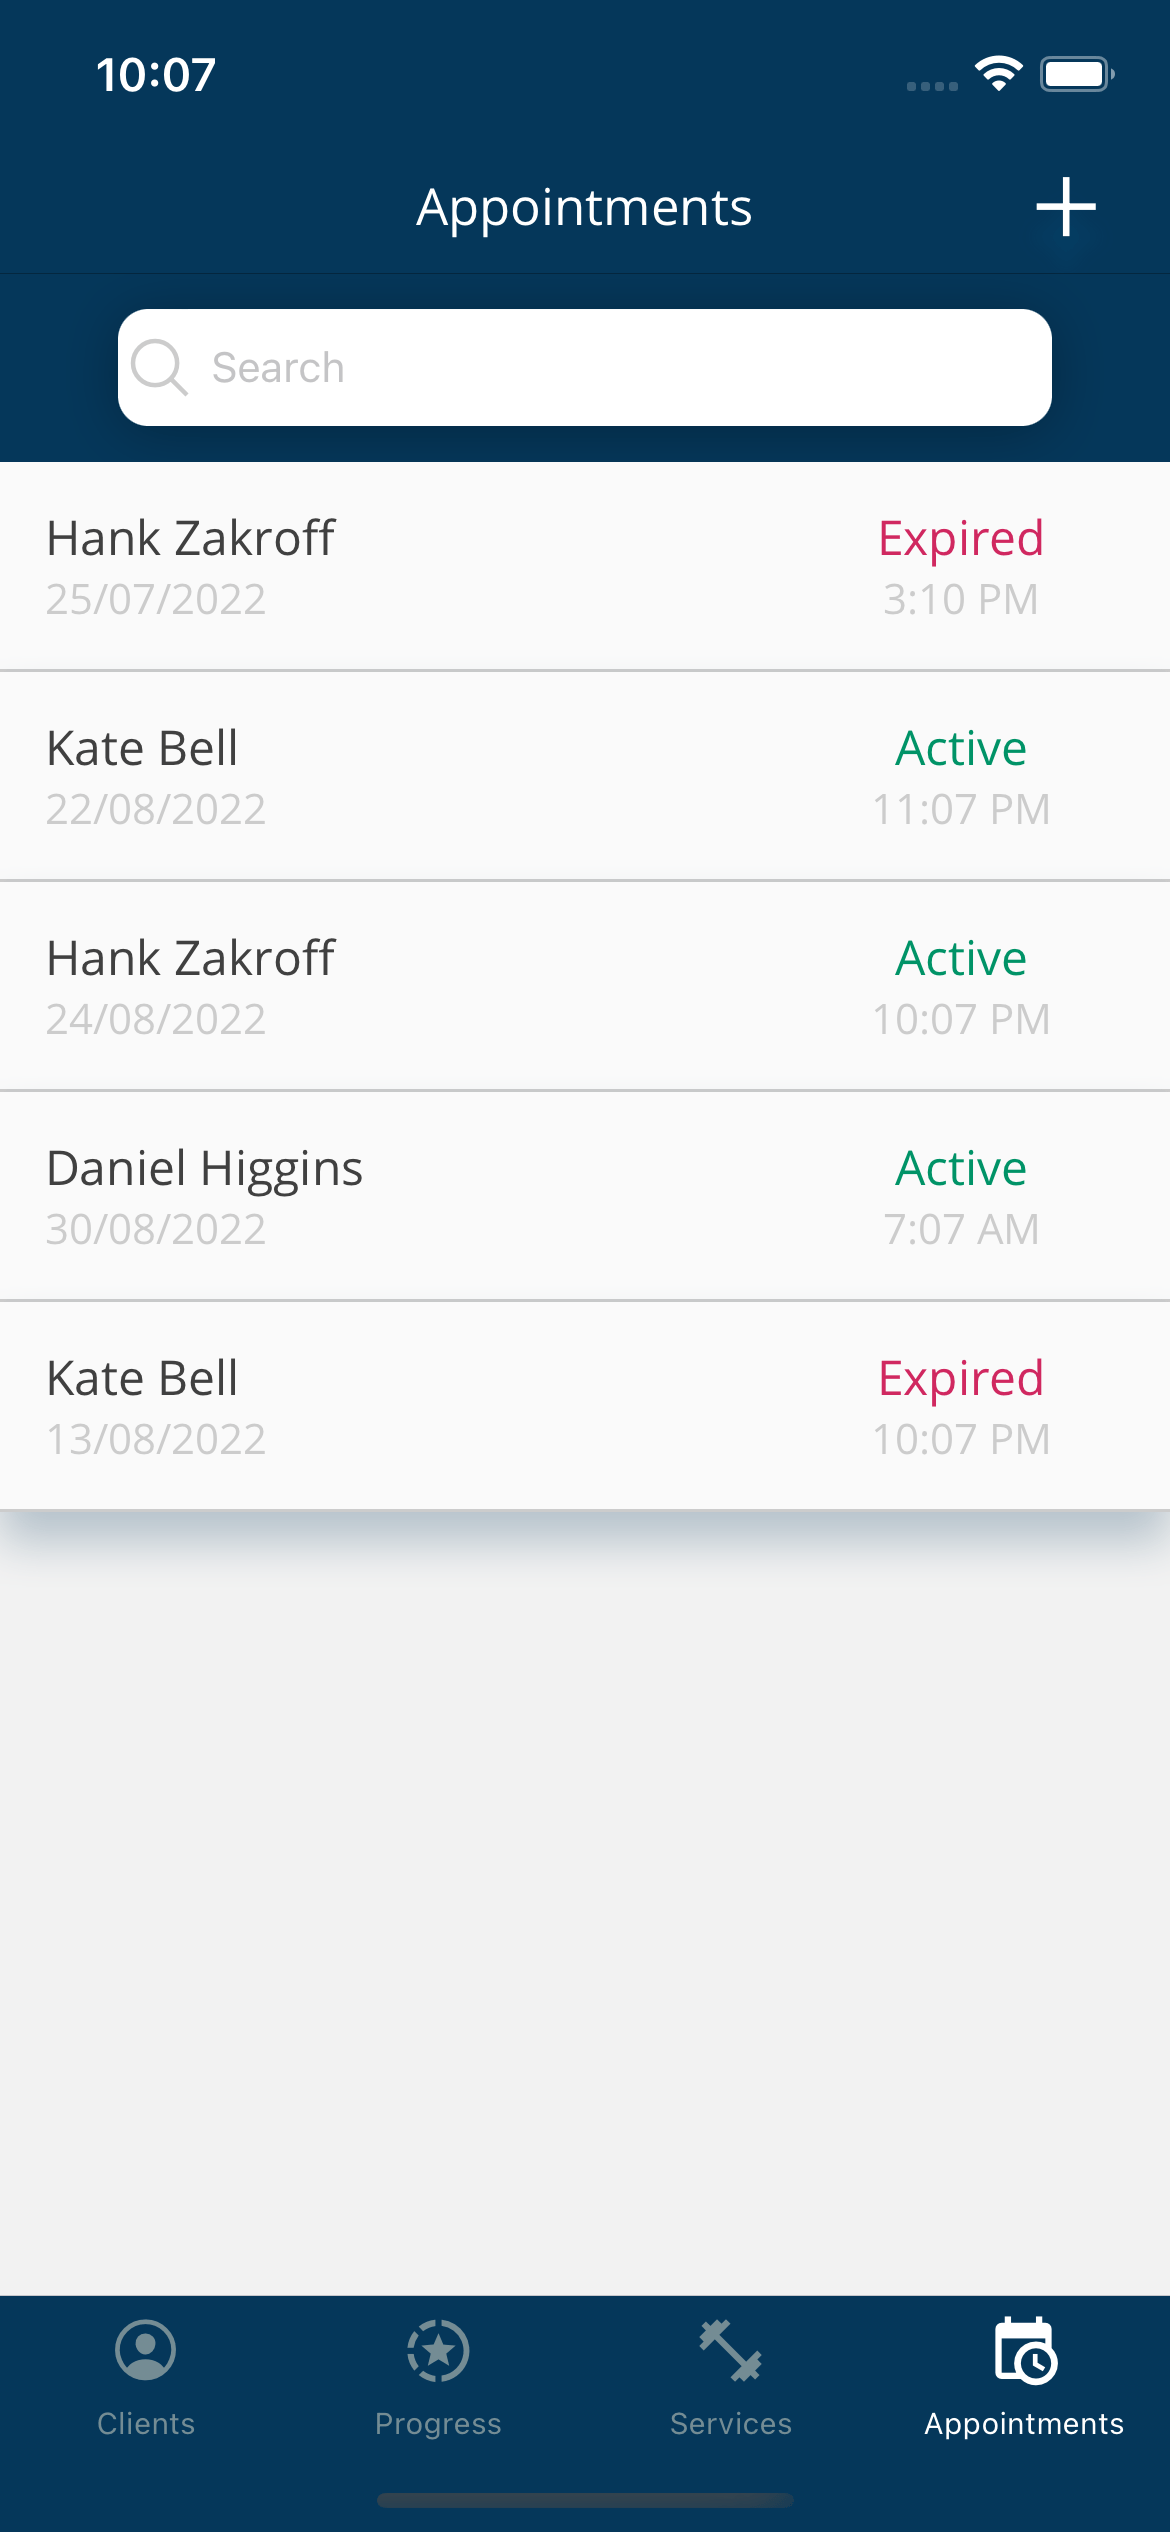 10:07
Appointments
Search
Hank Zakroff
Expired
25/07/2022
3:10 PM
Kate Bell
Active
22/08/2022
11:07 PM
Hank Zakroff
Active
24/08/2022
10:07 PM
Daniel Higgins
Active
30/08/2022
7:07 AM
Kate Bell
Expired
13/08/2022
10:07 PM
Clients
Progress
Services
Appointments